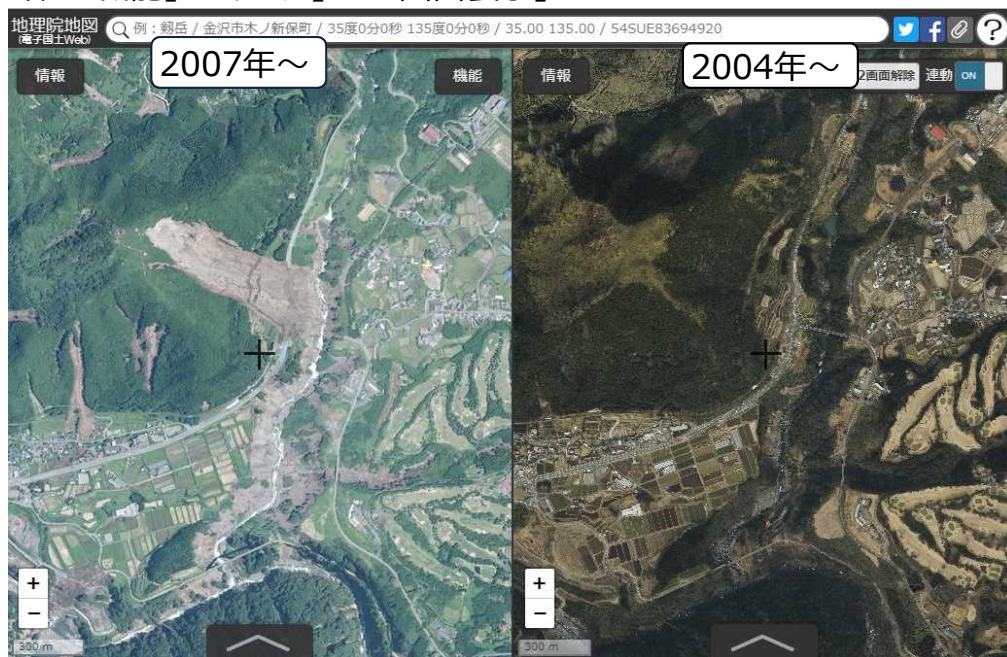 地理院地図
(電子国土Web)
例：剱岳 / 金沢市木ノ新保町 / 35度0分0秒 135度0分0秒 / 35.00 135.00 / 54SUE83694920
?
情報
2007年～
機能
情報
2004年～
2画面解除
連動
ON
+
−
300 m
+
−
300 m